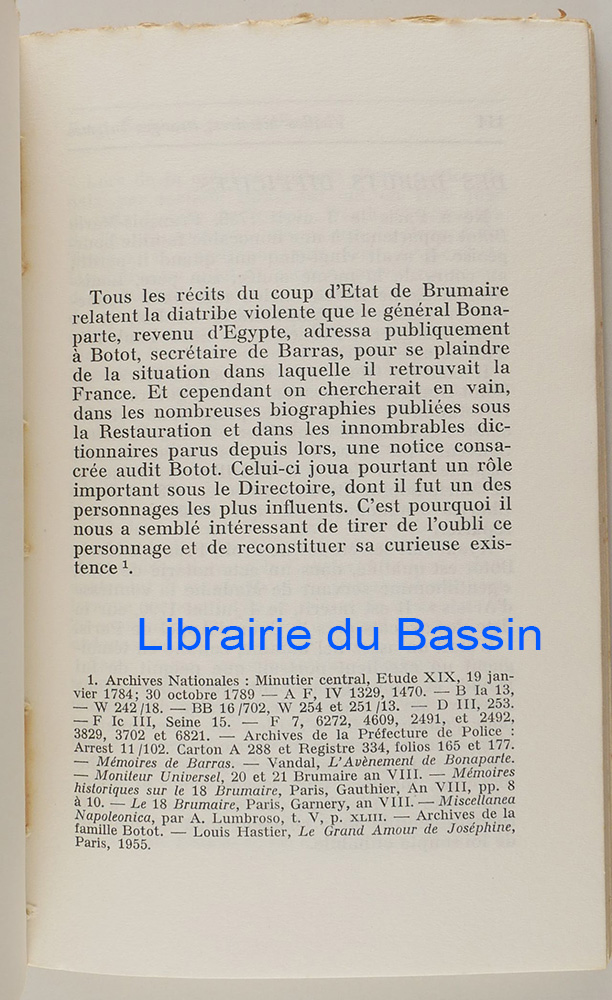 Tous les récits du coup d'Etat de Brumaire
relatent la diatribe violente que le général Bona-
parte, revenu d'Egypte, adressa publiquement
à Botot, secrétaire de Barras, pour se plaindre
de la situation dans laquelle il retrouvait la
France. Et cependant on chercherait en vain,
dans les nombreuses biographies publiées sous
la Restauration et dans les innombrables dic-
tionnaires parus depuis lors, une notice consa-
crée audit Botot. Celui-ci joua pourtant un rôle
important sous le Directoire, dont il fut un des
personnages les plus influents. C'est pourquoi il
nous a semblé intéressant de tirer de l'oubli ce
personnage et de reconstituer sa curieuse exis-
tence ¹.
Librairie du Bassin
1. Archives Nationales : Minutier central, Etude XIX, 19 jan-
vier 1784; 30 octobre 1789 — A F, IV 1329, 1470. — B Ia 13,
— W 242/18. — BB 16/702, W 254 et 251/13. — D III, 253.
— F Ic III, Seine 15. — F 7, 6272, 4609, 2491, et 2492,
3829, 3702 et 6821. — Archives de la Préfecture de Police :
Arrest 11/102. Carton A 288 et Registre 334, folios 165 et 177.
— Mémoires de Barras. — Vandal, L'Avènement de Bonaparte.
— Moniteur Universel, 20 et 21 Brumaire an VIII. — Mémoires
historiques sur le 18 Brumaire, Paris, Gauthier, An VIII, pp. 8
à 10. — Le 18 Brumaire, Paris, Garnery, an VIII. — Miscellanea
Napoleonica, par A. Lumbroso, t. V, p. XLIII. — Archives de la
famille Botot. — Louis Hastier, Le Grand Amour de Joséphine,
Paris, 1955.